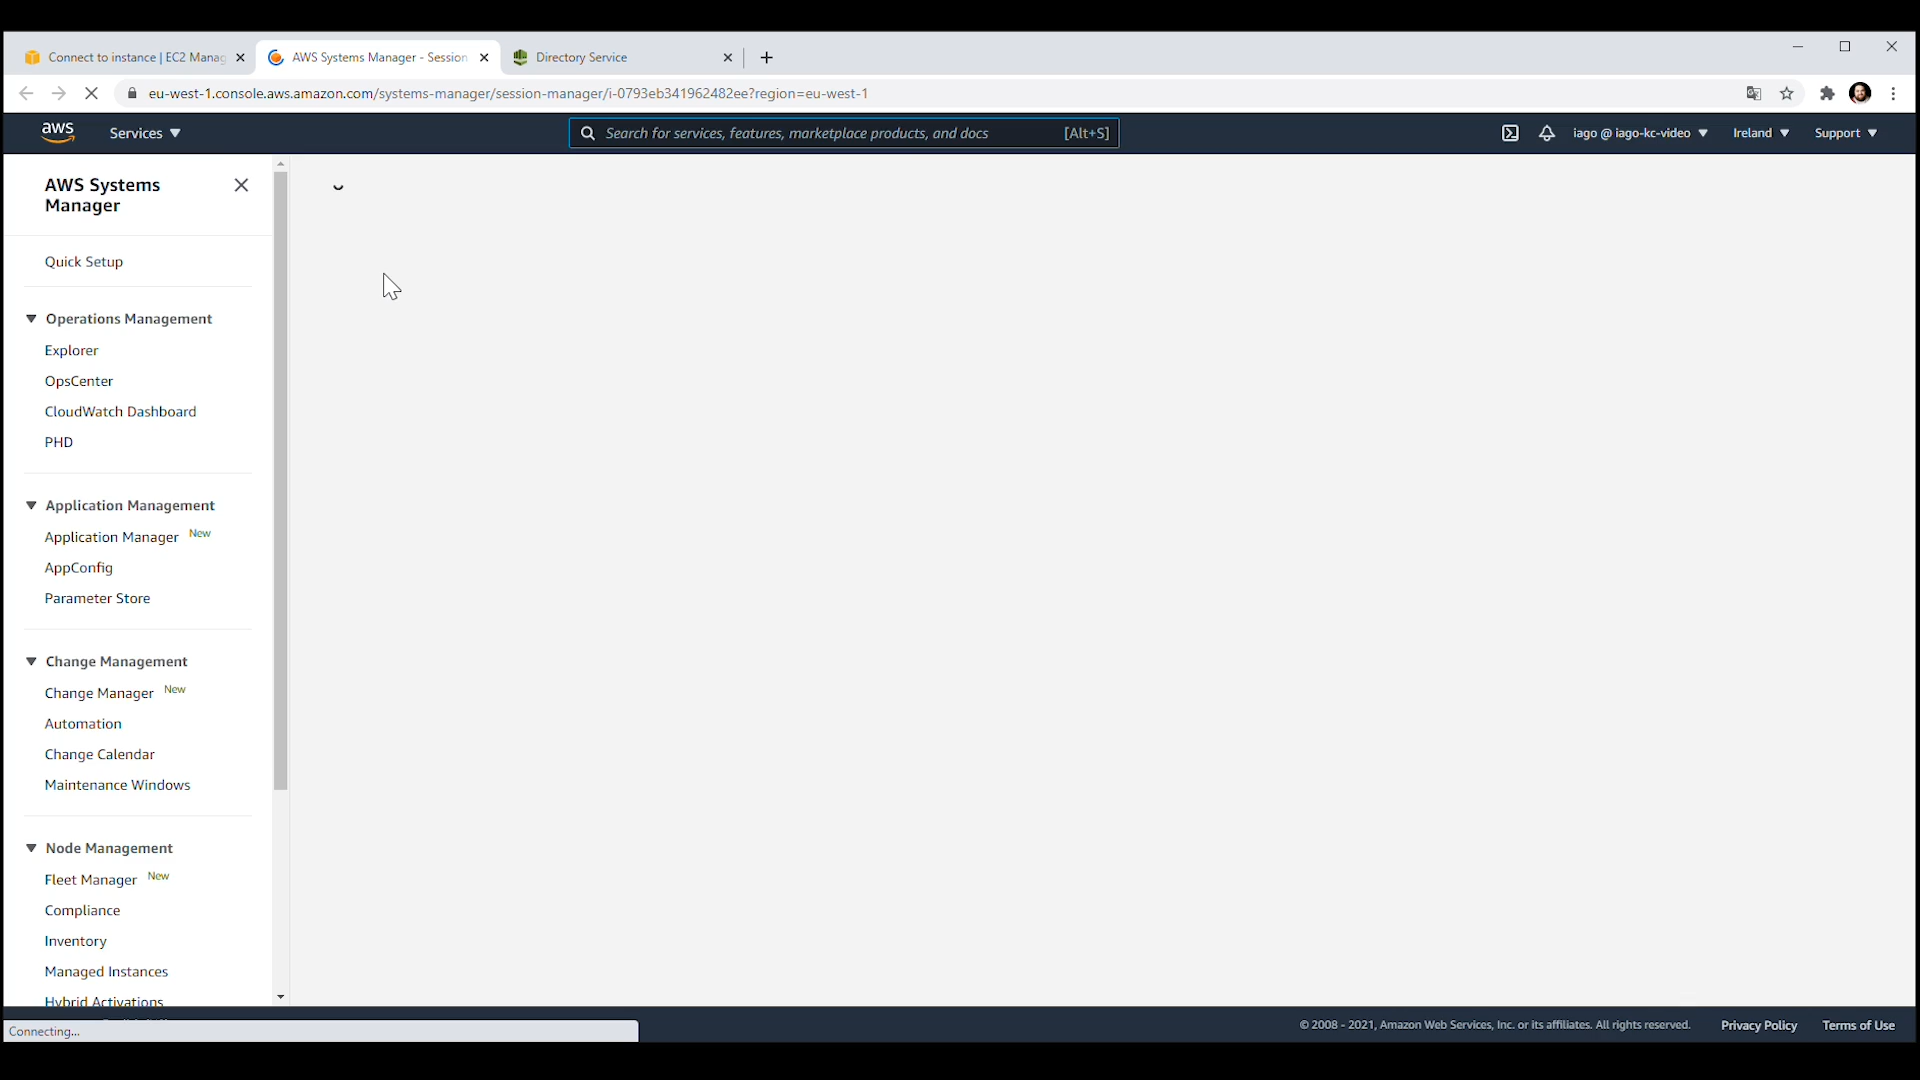 Connect to instance | EC2 Manag
AWS Systems Manager - Session
Directory Service
eu-west-1.console.aws.amazon.com/systems-manager/session-manager/i-0793eb341962482ee?region=eu-west-1
aws
Services
Search for services, features, marketplace products, and docs
[Alt+S]
iago @ iago-kc-video
Ireland
Support
AWS Systems
Manager
Quick Setup
Operations Management
Explorer
OpsCenter
CloudWatch Dashboard
PHD
Application Management
Application Manager New
AppConfig
Parameter Store
Change Management
Change Manager New
Automation
Change Calendar
Maintenance Windows
Node Management
Fleet Manager New
Compliance
Inventory
Managed Instances
Hybrid Activations
Connecting...
© 2008 - 2021, Amazon Web Services, Inc. or its affiliates. All rights reserved.
Privacy Policy
Terms of Use